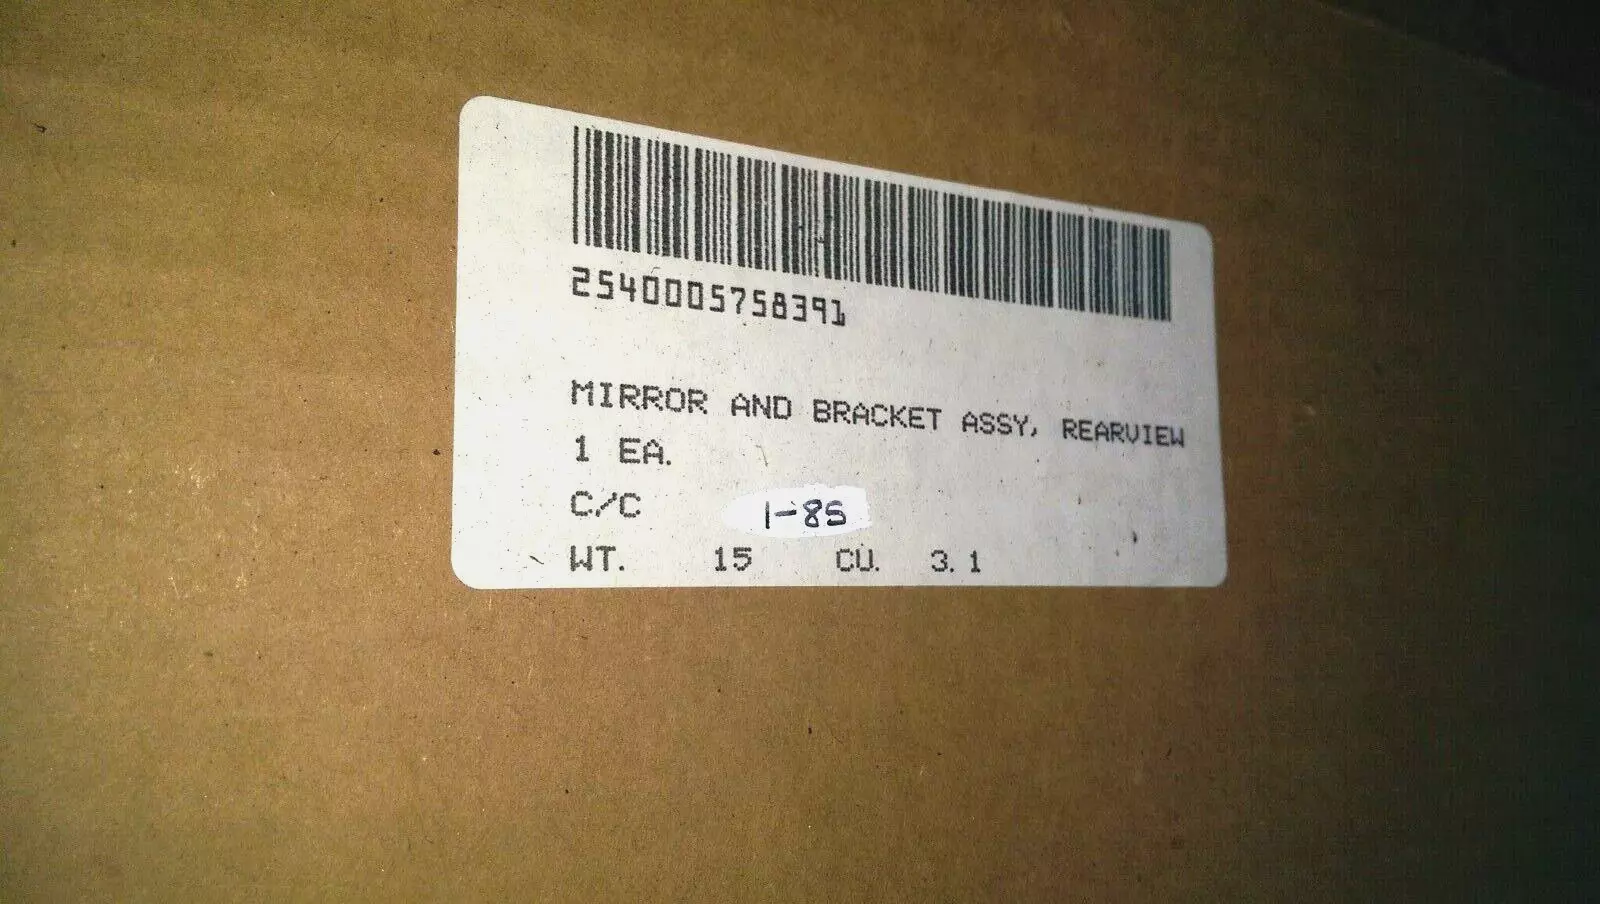 2540005758391
MIRROR AND BRACKET ASSY, REARVIEW
1 EA.
C/C 1-85
WT. 15 CU. 3.1